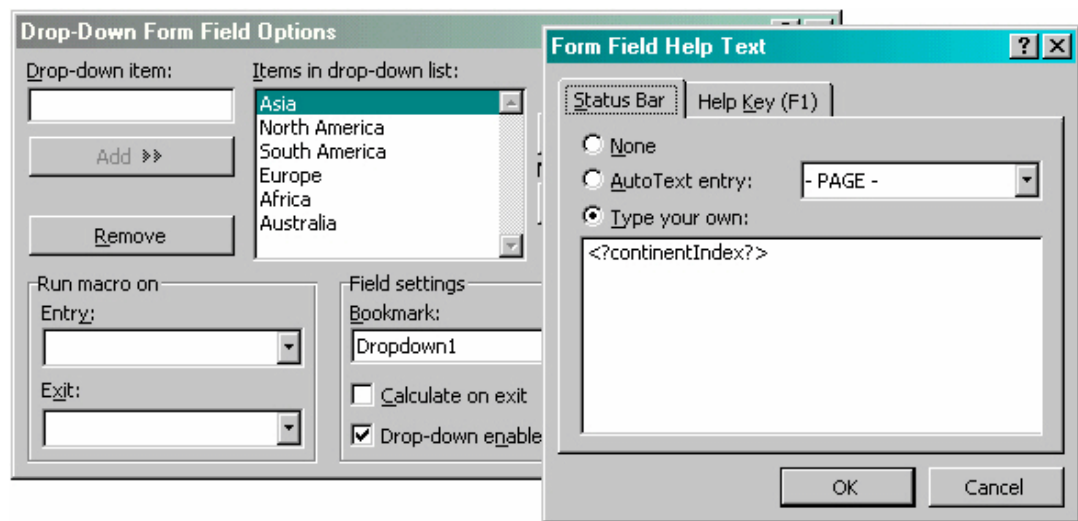 Drop-Down Form Field Options
Drop-down item:
Items in drop-down list:
Asia
North America
South America
Europe
Africa
Australia
Add
Remove
Run macro on
Entry:
Exit:
Field settings
Bookmark:
Dropdown1
Calculate on exit
Drop-down enable
Form Field Help Text
Status Bar
Help Key (F1)
None
AutoText entry:
- PAGE -
Type your own:
<?continentIndex?>
OK
Cancel